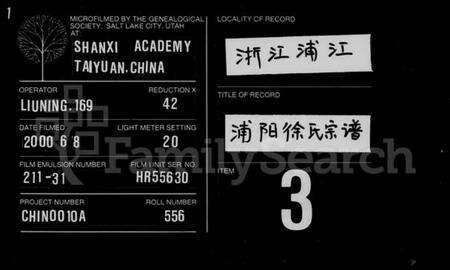 1
MICROFILMED BY THE GENEALOGICAL
SOCIETY, SALT LAKE CITY, UTAH
AT
SHANXI ACADEMY
TAIYUAN.CHINA
OPERATOR
REDUCTION X
LIUNING.169
42
DATE FILMED
LIGHT METER SETTING
2000 6 8
20
FILM EMULSION NUMBER
FILM UNIT SER. NO.
211-31
HR55630
PROJECT NUMBER
ROLL NUMBER
CHINO010A
556
LOCALITY OF RECORD
浙江浦江
TITLE OF RECORD
浦阳徐氏宗谱
ITEM
3
FamilySearch